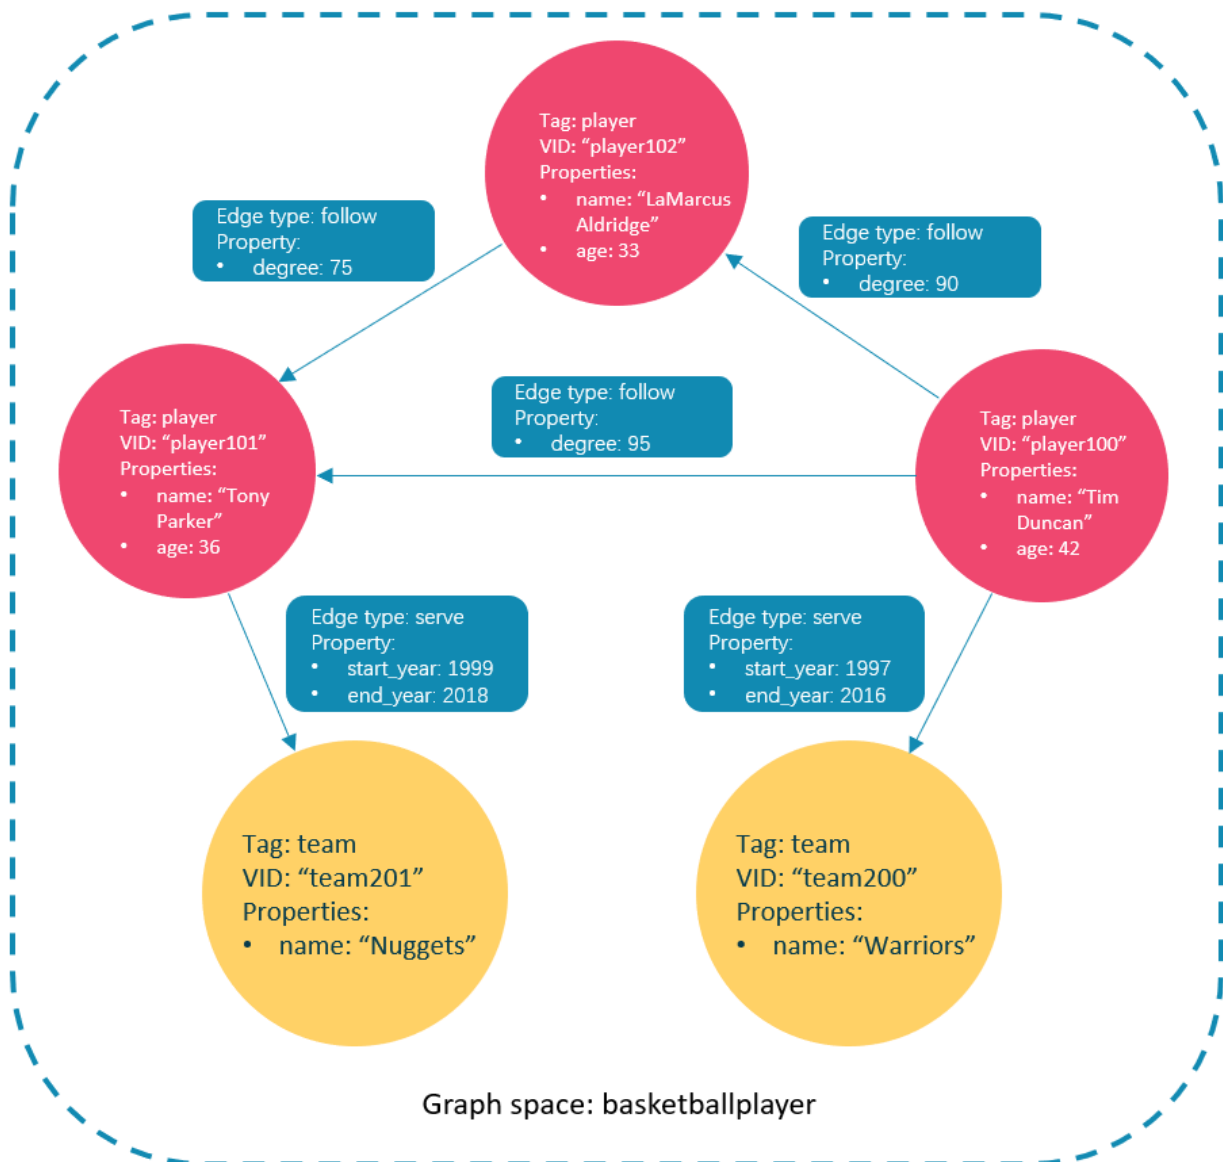 Tag: player
VID: “player102”
Properties:
• name: “LaMarcus
Aldridge”
• age: 33
Edge type: follow
Property:
• degree: 75
Edge type: follow
Property:
• degree: 90
Edge type: follow
Property:
• degree: 95
Tag: player
VID: “player101”
Properties:
• name: “Tony
Parker”
• age: 36
Tag: player
VID: “player100”
Properties:
• name: “Tim
Duncan”
• age: 42
Edge type: serve
Property:
• start_year: 1999
• end_year: 2018
Edge type: serve
Property:
• start_year: 1997
• end_year: 2016
Tag: team
VID: “team201”
Properties:
• name: “Nuggets”
Tag: team
VID: “team200”
Properties:
• name: “Warriors”
Graph space: basketballplayer